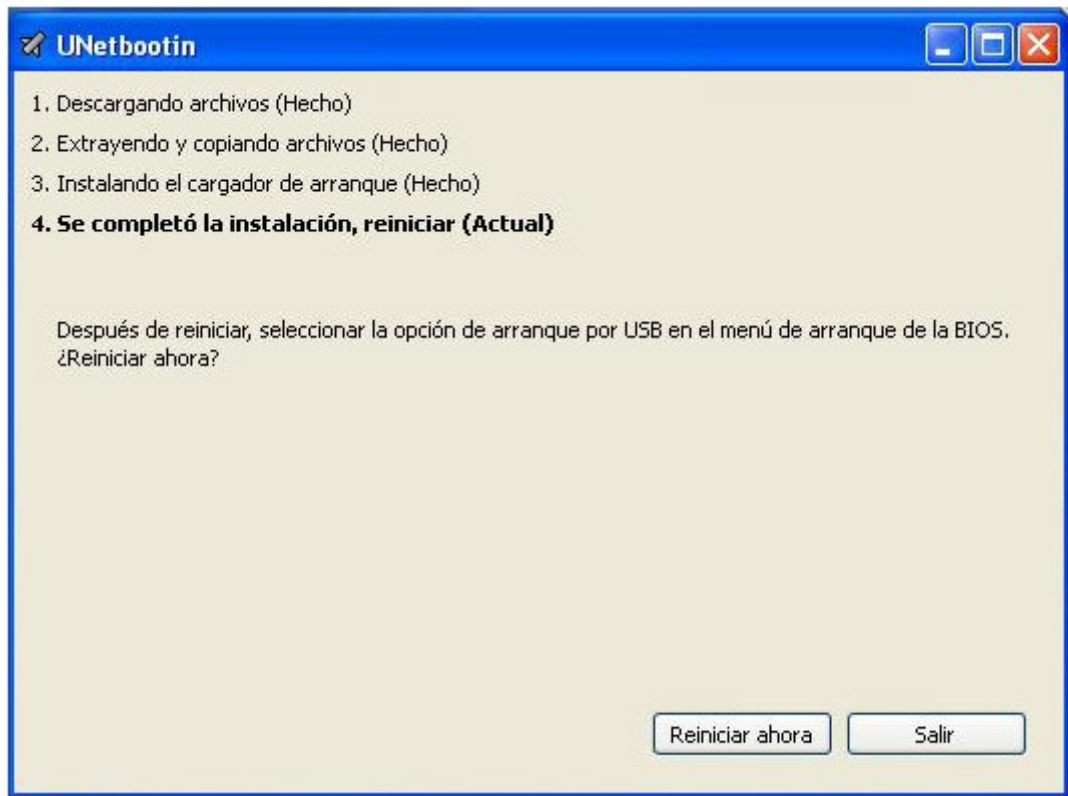 UNetbootin
1. Descargando archivos (Hecho)
2. Extrayendo y copiando archivos (Hecho)
3. Instalando el cargador de arranque (Hecho)
4. Se completó la instalación, reiniciar (Actual)
Después de reiniciar, seleccionar la opción de arranque por USB en el menú de arranque de la BIOS.
¿Reiniciar ahora?
Reiniciar ahora
Salir